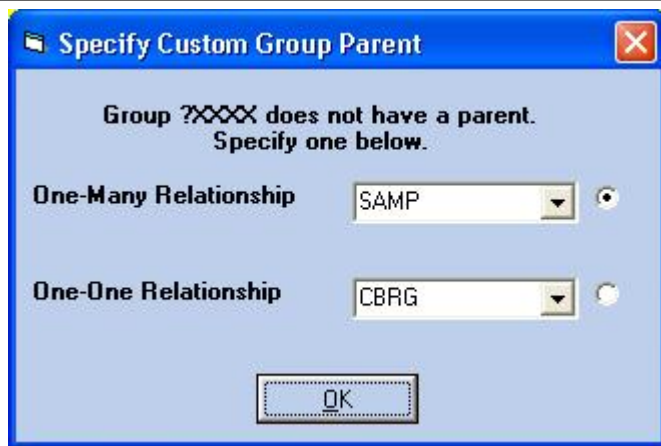 Specify Custom Group Parent
Group ?XXXX does not have a parent.
Specify one below.
One-Many Relationship SAMP
One-One Relationship CBRG
OK